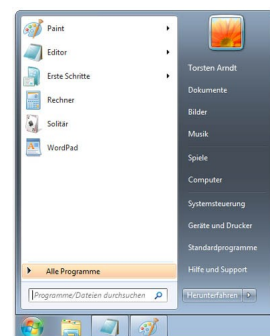 Paint
Editor
Erste Schritte
Rechner
Solitär
WordPad
Alle Programme
Programme/Dateien durchsuchen
Torsten Arndt
Dokumente
Bilder
Musik
Spiele
Computer
Systemsteuerung
Geräte und Drucker
Standardprogramme
Hilfe und Support
Herunterfahren